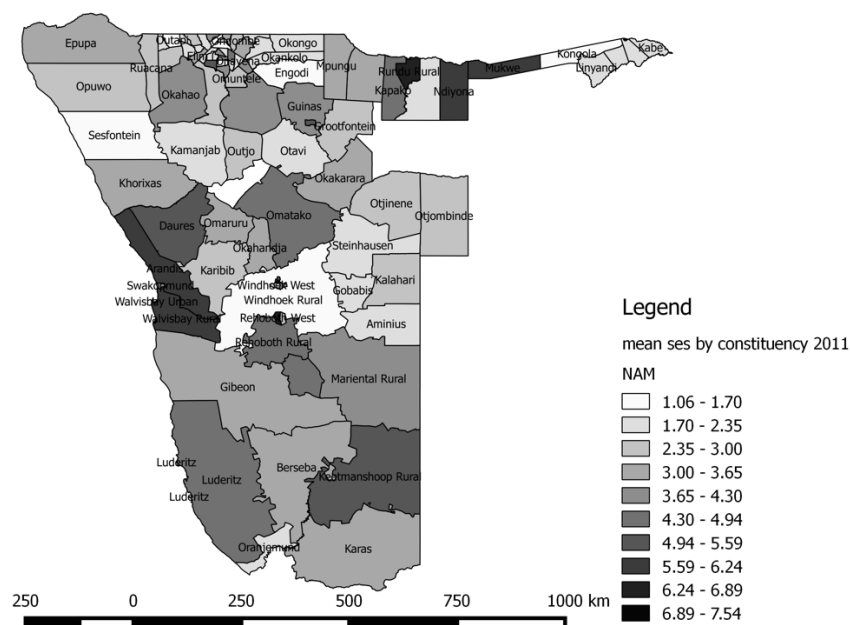 Epupa
Outapi
Okongo
Ruacana
Okankolo
Engodi
Mpungu
Rundu Rural
Kapako
Ndiyona
Mukwe
Kongola
Linyandi
Kabe
Opuwo
Okahao
Omuntele
Guinas
Grootfontein
Sesfontein
Kamanjab
Outjo
Otavi
Khorixas
Okakarara
Otjinene
Otjombinde
Daures
Omaruru
Omatako
Okahandja
Steinhausen
Arandis
Karibib
Kalahari
Swakopmund
Windhoek West
Gobabis
Walvisbay Urban
Windhoek Rural
Walvisbay Rural
Rehoboth West
Aminius
Rehoboth Rural
Gibeon
Mariental Rural
Luderitz
Luderitz
Luderitz
Berseba
Keetmanshoop Rural
Oranjemund
Karas
Legend
mean ses by constituency 2011
NAM
1.06 - 1.70
1.70 - 2.35
2.35 - 3.00
3.00 - 3.65
3.65 - 4.30
4.30 - 4.94
4.94 - 5.59
5.59 - 6.24
6.24 - 6.89
6.89 - 7.54
250 0 250 500 750 1000 km